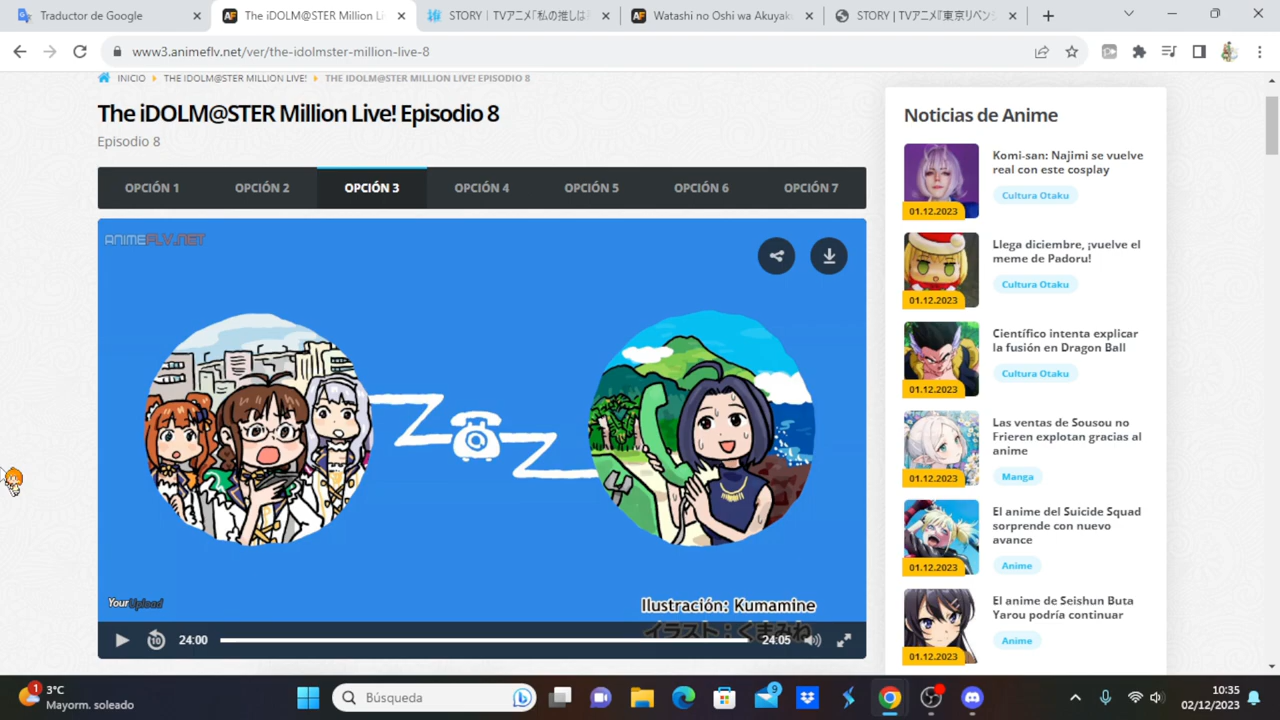 Traductor de Google
The iDOLM@STER Million Li
STORY | TVアニメ「私の推しは
Watashi no Oshi wa Akuyaku
STORY | TVアニメ『東京リベンジ
www3.animeflv.net/ver/the-idolmster-million-live-8
INICIO
THE IDOLM@STER MILLION LIVE!
THE IDOLM@STER MILLION LIVE! EPISODIO 8
The iDOLM@STER Million Live! Episodio 8
Episodio 8
OPCIÓN 1
OPCIÓN 2
OPCIÓN 3
OPCIÓN 4
OPCIÓN 5
OPCIÓN 6
OPCIÓN 7
ANIMEFLV.NET
YourUpload
Ilustración: Kumamine
イラスト:くまみね
10
24:00
24:05
Noticias de Anime
Komi-san: Najimi se vuelve
real con este cosplay
Cultura Otaku
01.12.2023
Llega diciembre, ¡vuelve el
meme de Padoru!
Cultura Otaku
01.12.2023
Científico intenta explicar
la fusión en Dragon Ball
Cultura Otaku
01.12.2023
Las ventas de Sousou no
Frieren explotan gracias al
anime
Manga
01.12.2023
El anime del Suicide Squad
sorprende con nuevo
avance
Anime
01.12.2023
El anime de Seishun Buta
Yarou podría continuar
Anime
01.12.2023
1
3°C
Mayorm. soleado
Búsqueda
9
10:35
02/12/2023